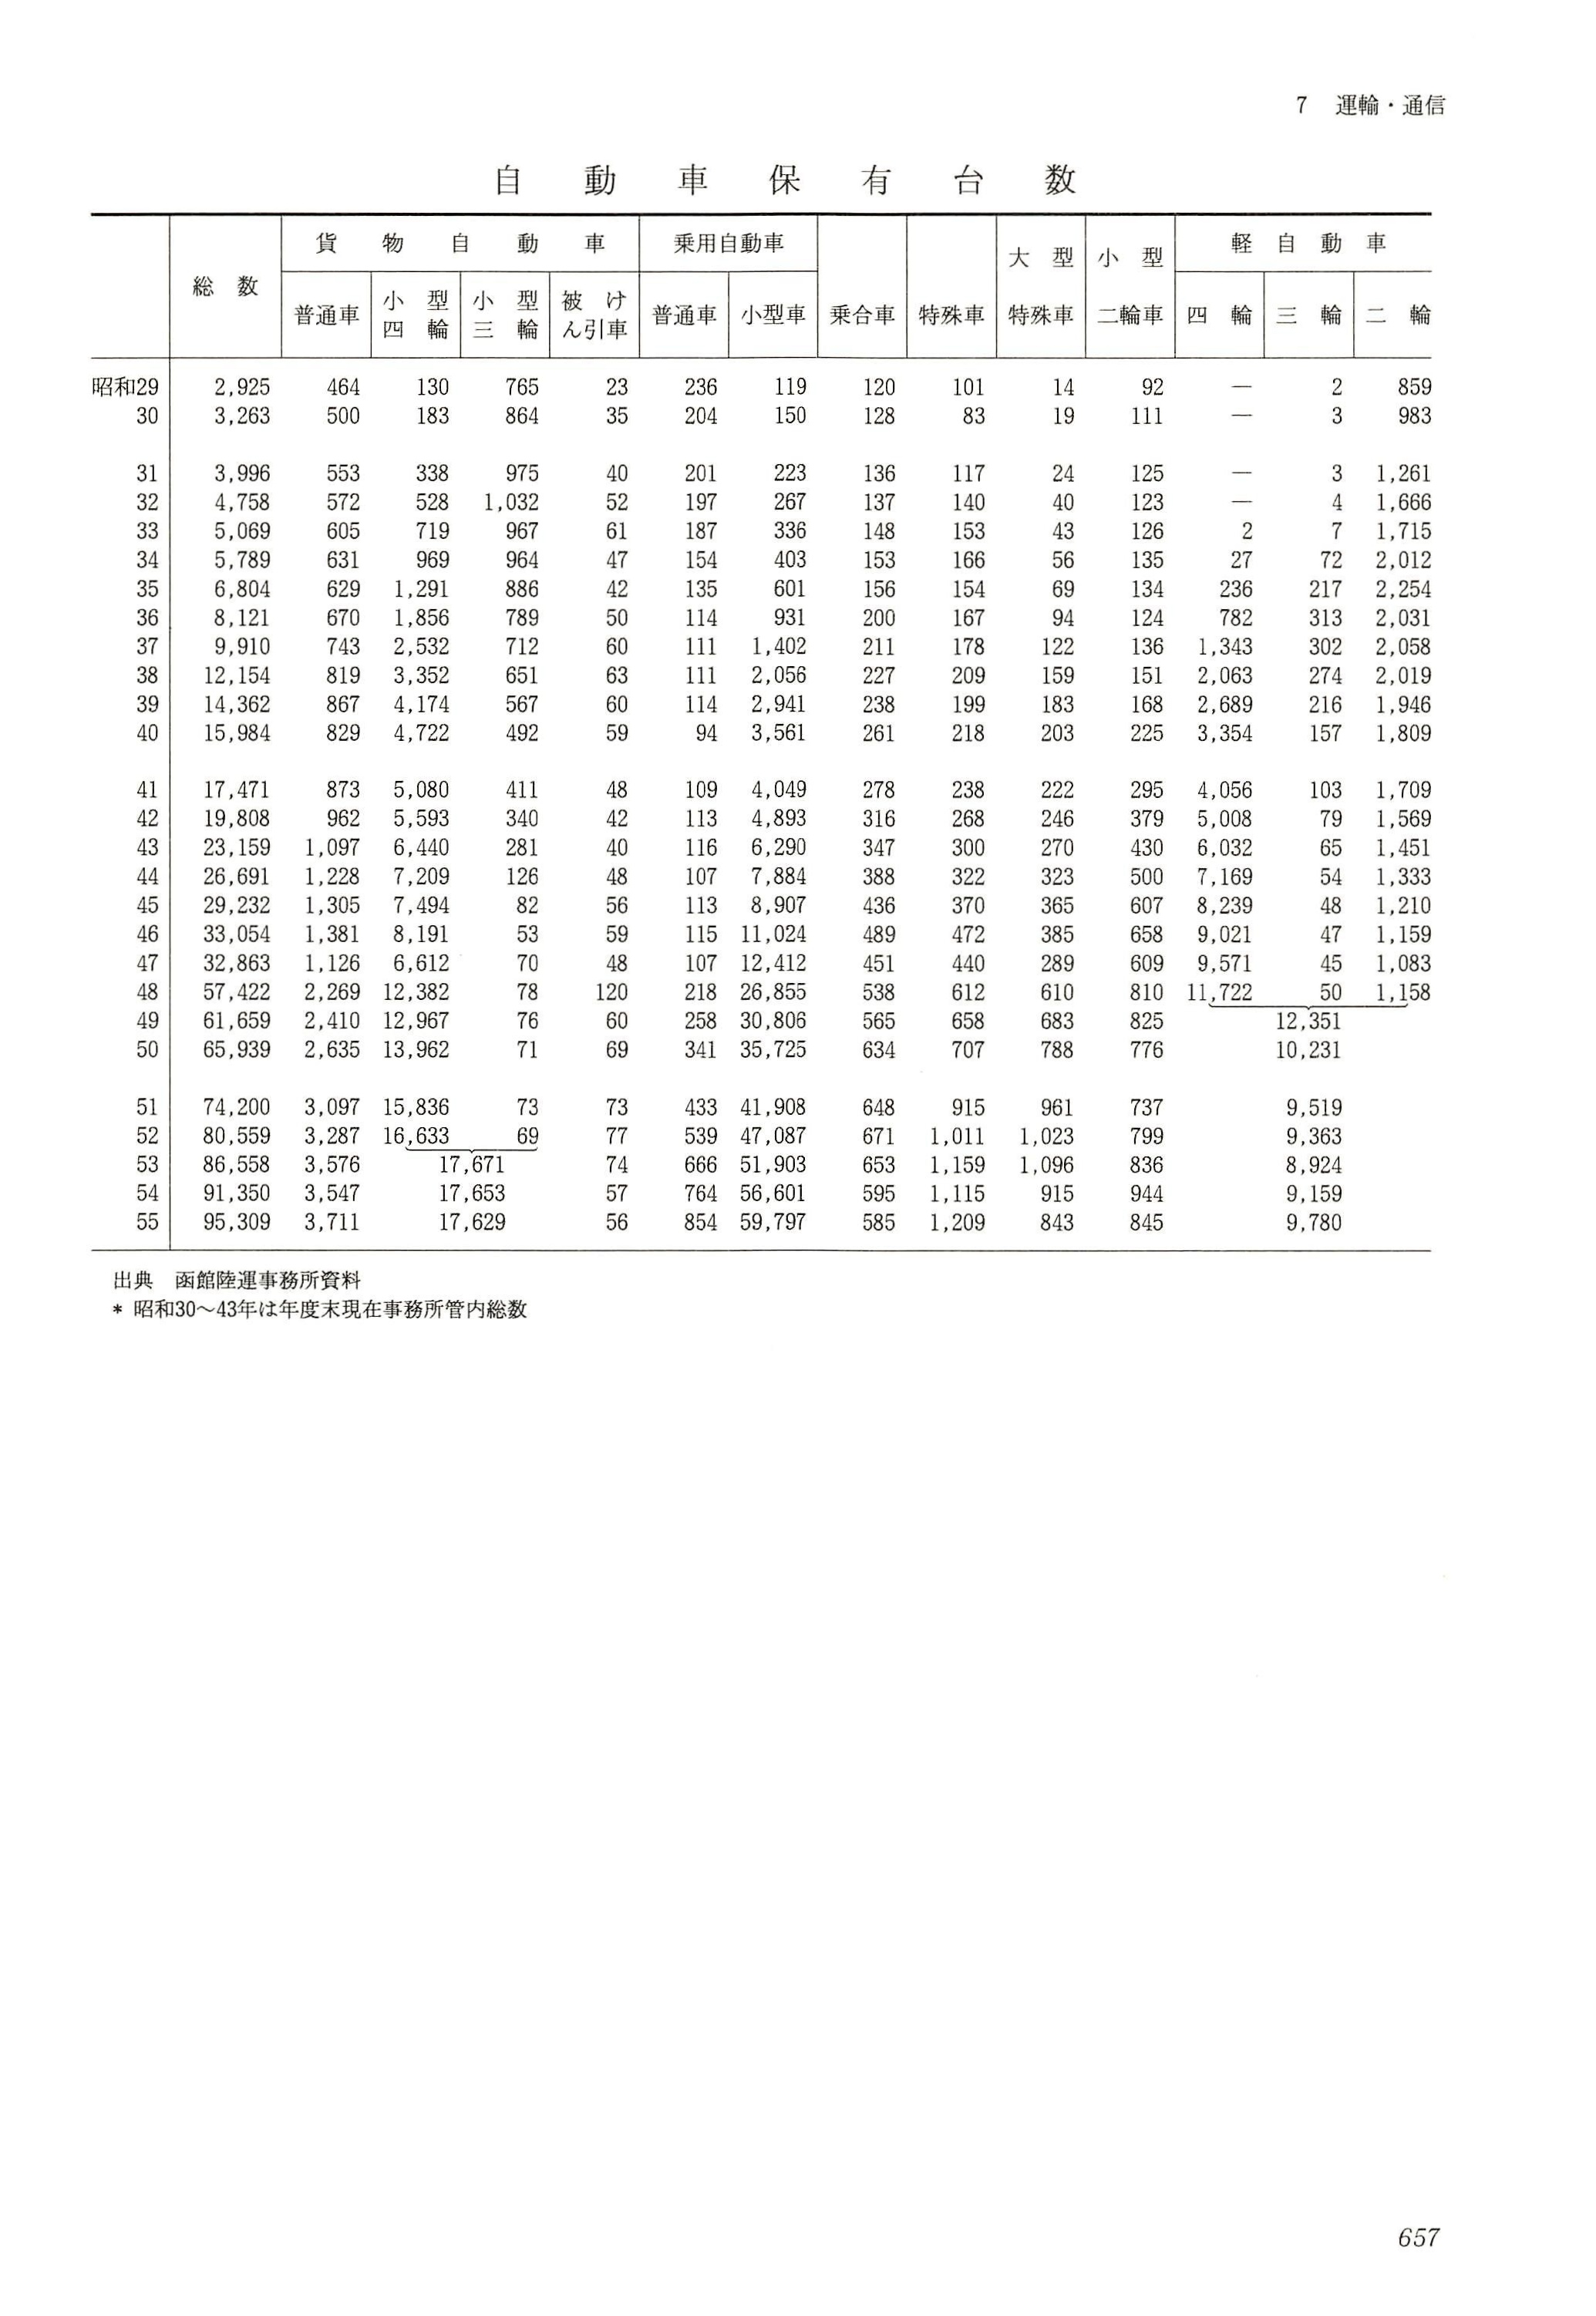 7 運輸・通信
自動車保有台数
総数 貨物自動車 乗用自動車 乗合車 特殊車 大型特殊車 小型二輪車 軽自動車
普通車 小型四輪 小型三輪 被けん引車 普通車 小型車 四輪 三輪 二輪
昭和29 2,925 464 130 765 23 236 119 120 101 14 92 — 2 859
30 3,263 500 183 864 35 204 150 128 83 19 111 — 3 983
31 3,996 553 338 975 40 201 223 136 117 24 125 — 3 1,261
32 4,758 572 528 1,032 52 197 267 137 140 40 123 — 4 1,666
33 5,069 605 719 967 61 187 336 148 153 43 126 2 7 1,715
34 5,789 631 969 964 47 154 403 153 166 56 135 27 72 2,012
35 6,804 629 1,291 886 42 135 601 156 154 69 134 236 217 2,254
36 8,121 670 1,856 789 50 114 931 200 167 94 124 782 313 2,031
37 9,910 743 2,532 712 60 111 1,402 211 178 122 136 1,343 302 2,058
38 12,154 819 3,352 651 63 111 2,056 227 209 159 151 2,063 274 2,019
39 14,362 867 4,174 567 60 114 2,941 238 199 183 168 2,689 216 1,946
40 15,984 829 4,722 492 59 94 3,561 261 218 203 225 3,354 157 1,809
41 17,471 873 5,080 411 48 109 4,049 278 238 222 295 4,056 103 1,709
42 19,808 962 5,593 340 42 113 4,893 316 268 246 379 5,008 79 1,569
43 23,159 1,097 6,440 281 40 116 6,290 347 300 270 430 6,032 65 1,451
44 26,691 1,228 7,209 126 48 107 7,884 388 322 323 500 7,169 54 1,333
45 29,232 1,305 7,494 82 56 113 8,907 436 370 365 607 8,239 48 1,210
46 33,054 1,381 8,191 53 59 115 11,024 489 472 385 658 9,021 47 1,159
47 32,863 1,126 6,612 70 48 107 12,412 451 440 289 609 9,571 45 1,083
48 57,422 2,269 12,382 78 120 218 26,855 538 612 610 810 11,722 50 1,158
49 61,659 2,410 12,967 76 60 258 30,806 565 658 683 825 12,351
50 65,939 2,635 13,962 71 69 341 35,725 634 707 788 776 10,231
51 74,200 3,097 15,836 73 73 433 41,908 648 915 961 737 9,519
52 80,559 3,287 16,633 69 77 539 47,087 671 1,011 1,023 799 9,363
53 86,558 3,576 17,671 74 666 51,903 653 1,159 1,096 836 8,924
54 91,350 3,547 17,653 57 764 56,601 595 1,115 915 944 9,159
55 95,309 3,711 17,629 56 854 59,797 585 1,209 843 845 9,780
出典 函館陸運事務所資料
* 昭和30〜43年は年度末現在事務所管内総数
657